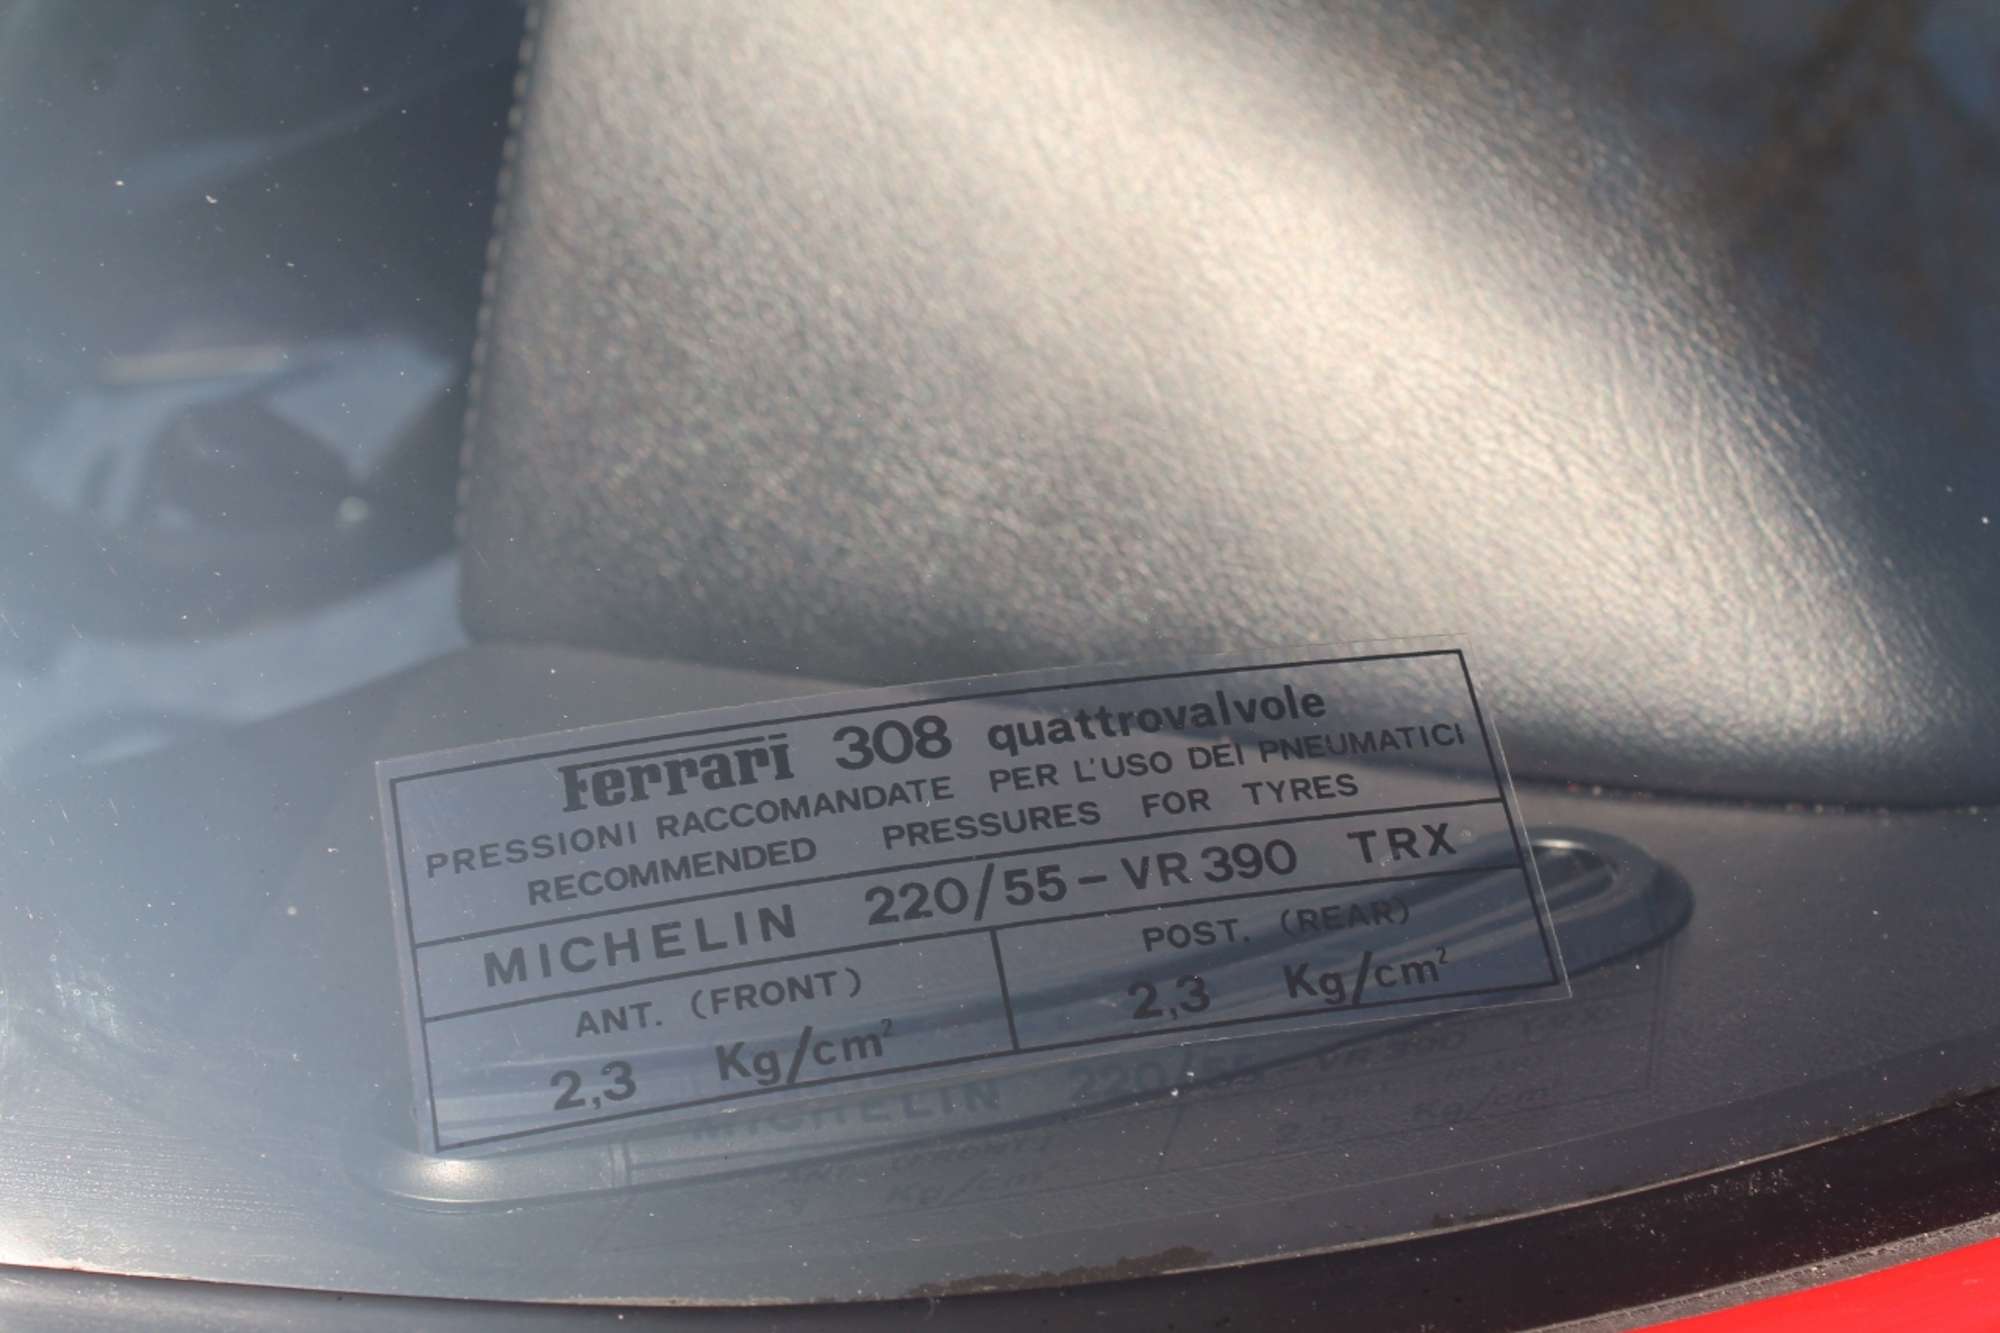 Ferrari 308 quattrovalvole
PRESSIONI RACCOMANDATE PER L'USO DEI PNEUMATICI
RECOMMENDED PRESSURES FOR TYRES
MICHELIN 220/55-VR 390 TRX
ANT. (FRONT) POST. (REAR)
2,3 Kg/cm² 2,3 Kg/cm²